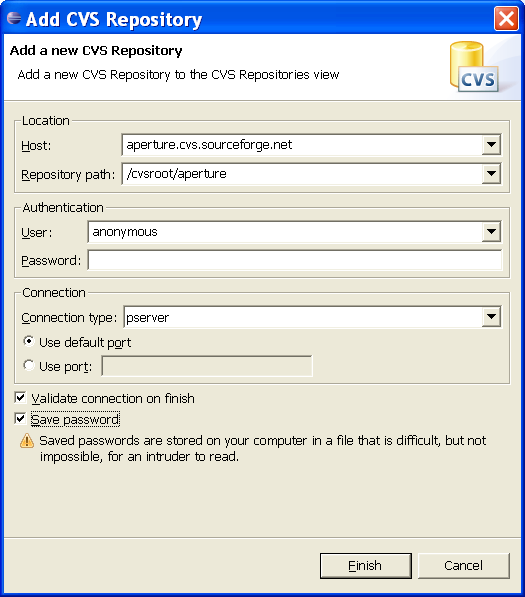 Add CVS Repository
Add a new CVS Repository
Add a new CVS Repository to the CVS Repositories view
CVS
Location
Host: aperture.cvs.sourceforge.net
Repository path: /cvsroot/aperture
Authentication
User: anonymous
Password:
Connection
Connection type: pserver
Use default port
Use port:
Validate connection on finish
Save password
Saved passwords are stored on your computer in a file that is difficult, but not
impossible, for an intruder to read.
Finish Cancel